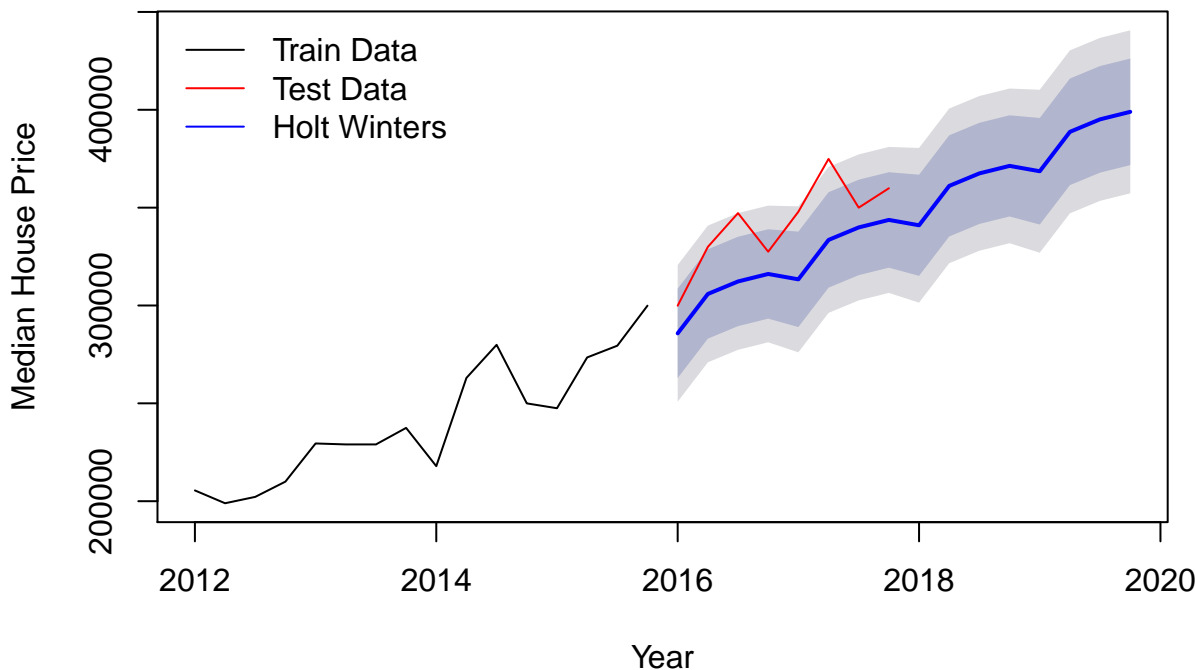 Train Data
Test Data
Holt Winters
Median House Price
400000
300000
200000
2012 2014 2016 2018 2020
Year